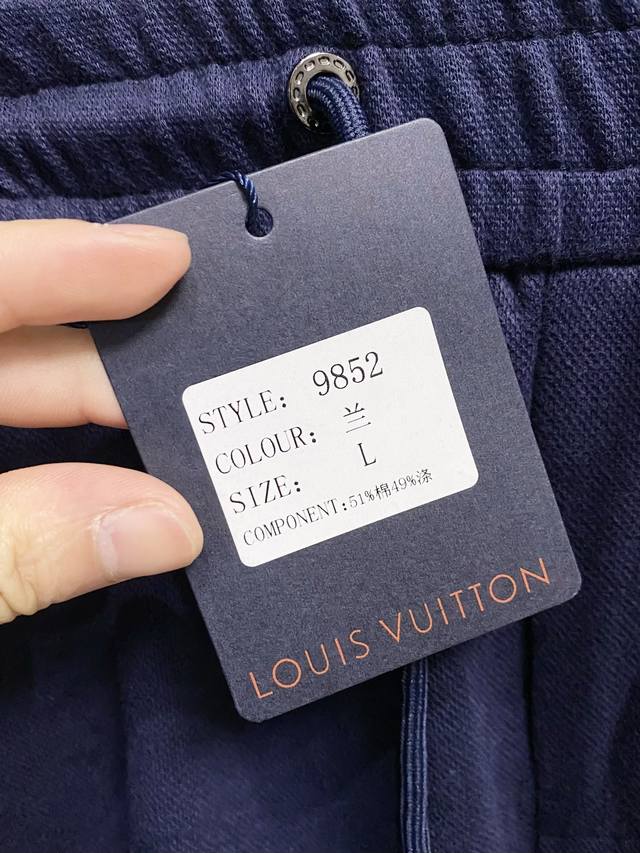 STYLE: 9852
COLOUR: 兰
SIZE: L
COMPONENT:51%棉49%涤
LOUIS VUITTON